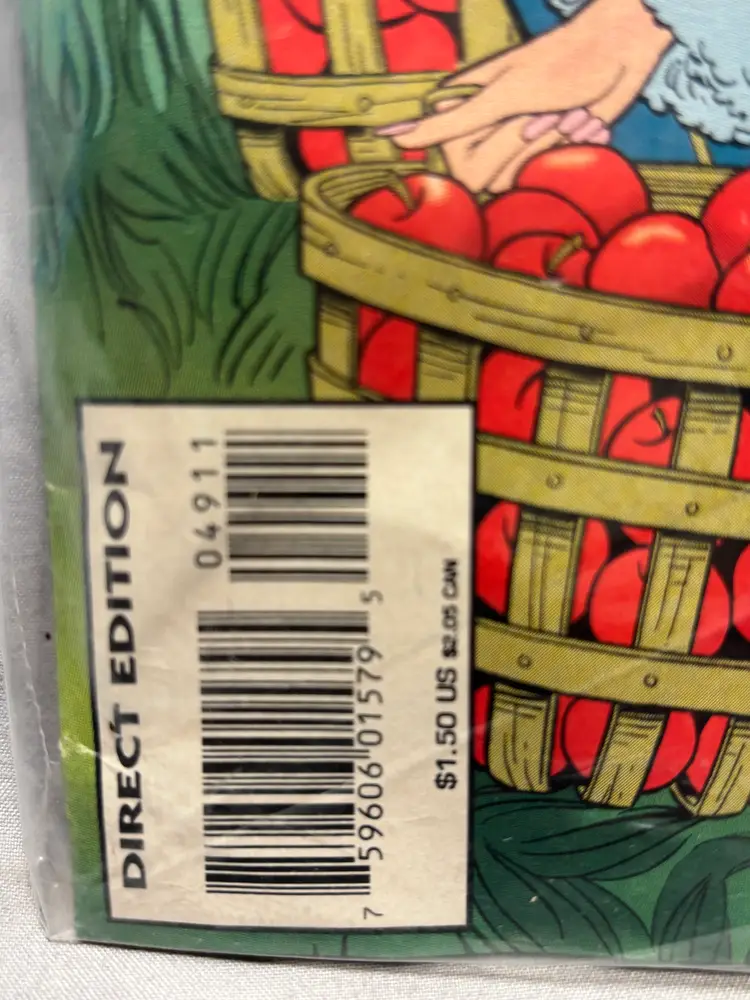 DIRECT EDITION
04911
7 59606 01579 5
$1.50 US $2.05 CAN